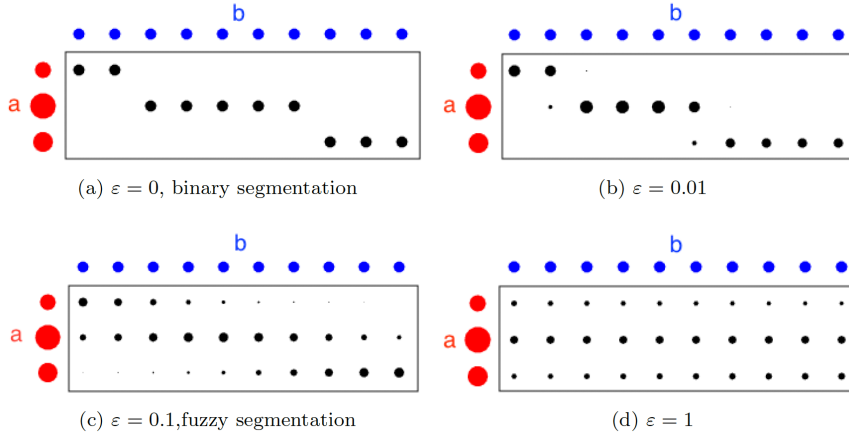 b
b
a
a
(a) ε = 0, binary segmentation
(b) ε = 0.01
b
b
a
a
(c) ε = 0.1,fuzzy segmentation
(d) ε = 1